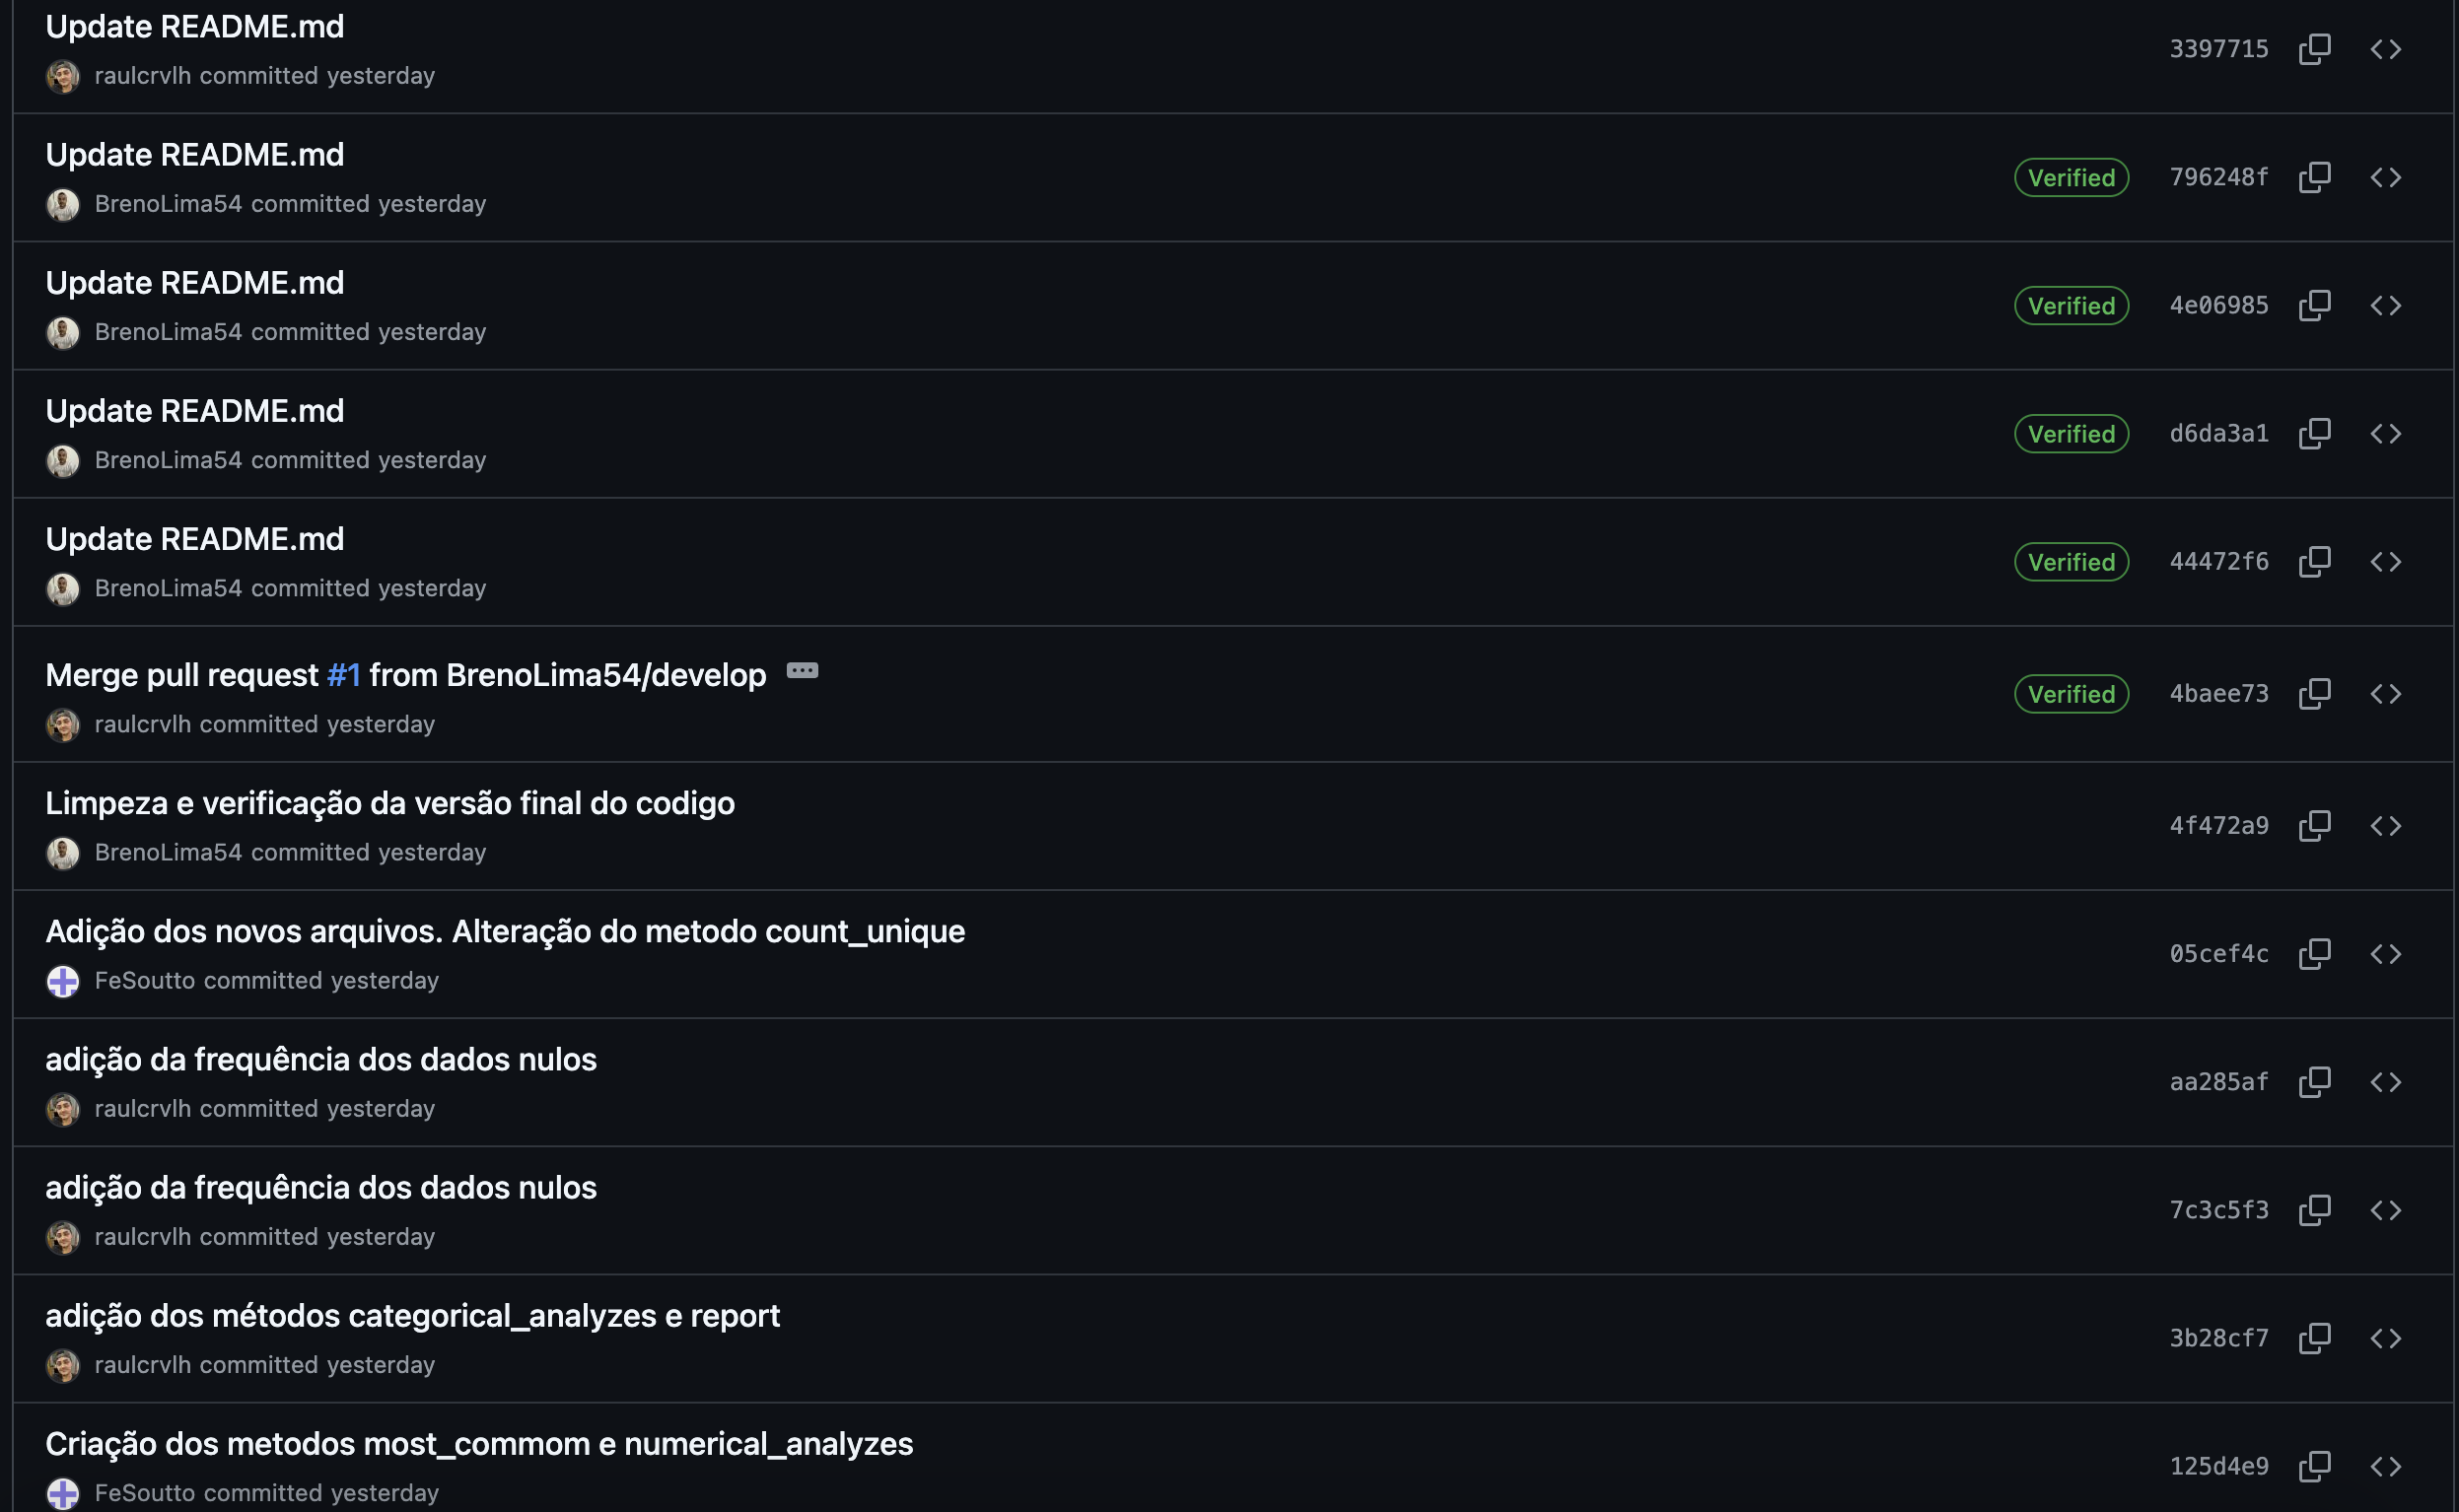 Update README.md
3397715
raulcrvlh committed yesterday
Update README.md
Verified 796248f
BrenoLima54 committed yesterday
Update README.md
Verified 4e06985
BrenoLima54 committed yesterday
Update README.md
Verified d6da3a1
BrenoLima54 committed yesterday
Update README.md
Verified 44472f6
BrenoLima54 committed yesterday
Merge pull request #1 from BrenoLima54/develop
Verified 4baee73
raulcrvlh committed yesterday
Limpeza e verificação da versão final do codigo
4f472a9
BrenoLima54 committed yesterday
Adição dos novos arquivos. Alteração do metodo count_unique
05cef4c
FeSoutto committed yesterday
adição da frequência dos dados nulos
aa285af
raulcrvlh committed yesterday
adição da frequência dos dados nulos
7c3c5f3
raulcrvlh committed yesterday
adição dos métodos categorical_analyzes e report
3b28cf7
raulcrvlh committed yesterday
Criação dos metodos most_commom e numerical_analyzes
125d4e9
FeSoutto committed yesterday